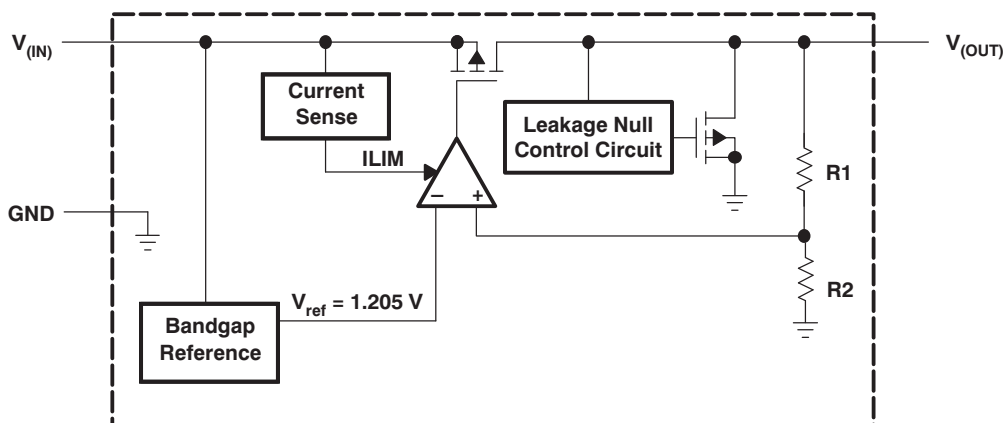 V(IN)
V(OUT)
Current
Sense
Leakage Null
Control Circuit
ILIM
R1
− +
GND
R2
Vref = 1.205 V
Bandgap
Reference